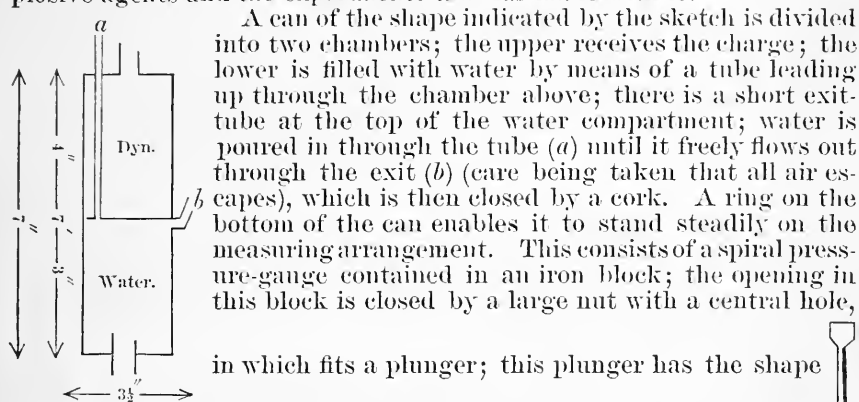 A can of the shape indicated by the sketch is divided
into two chambers; the upper receives the charge; the
lower is filled with water by means of a tube leading
up through the chamber above; there is a short exit-
tube at the top of the water compartment; water is
poured in through the tube (a) until it freely flows out
through the exit (b) (care being taken that all air es-
capes), which is then closed by a cork. A ring on the
bottom of the can enables it to stand steadily on the
measuring arrangement. This consists of a spiral press-
ure-gauge contained in an iron block; the opening in
this block is closed by a large nut with a central hole,
in which fits a plunger; this plunger has the shape
a
Dyn.
b
Water.
7"
4"
7'
3"
3½"